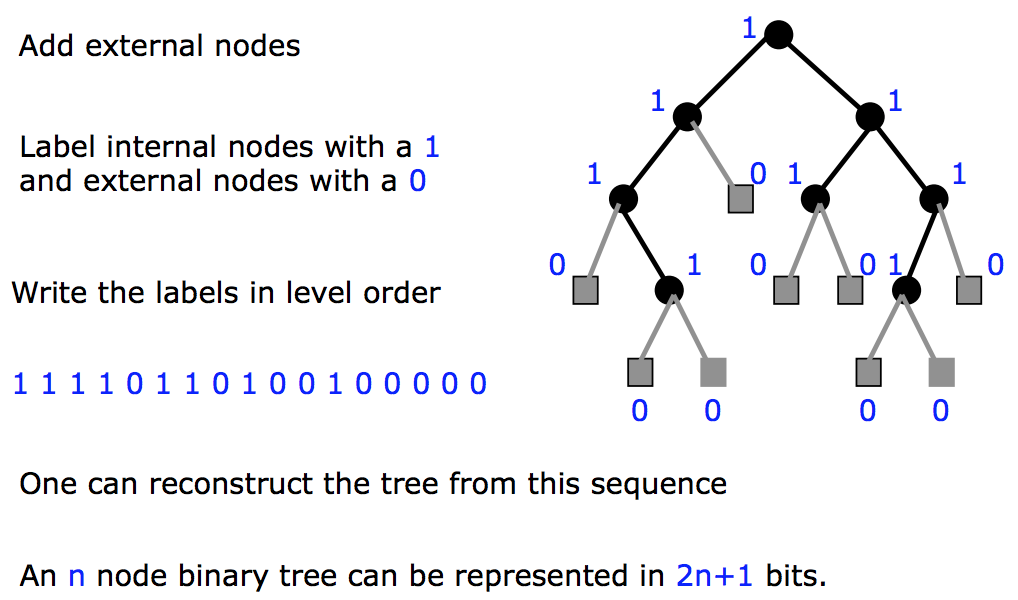 Add external nodes
Label internal nodes with a 1
and external nodes with a 0
Write the labels in level order
1 1 1 1 0 1 1 0 1 0 0 1 0 0 0 0 0
One can reconstruct the tree from this sequence
An n node binary tree can be represented in 2n+1 bits.
1
1 1
1 0 1 1
0 1 0 0 1 0
0 0 0 0